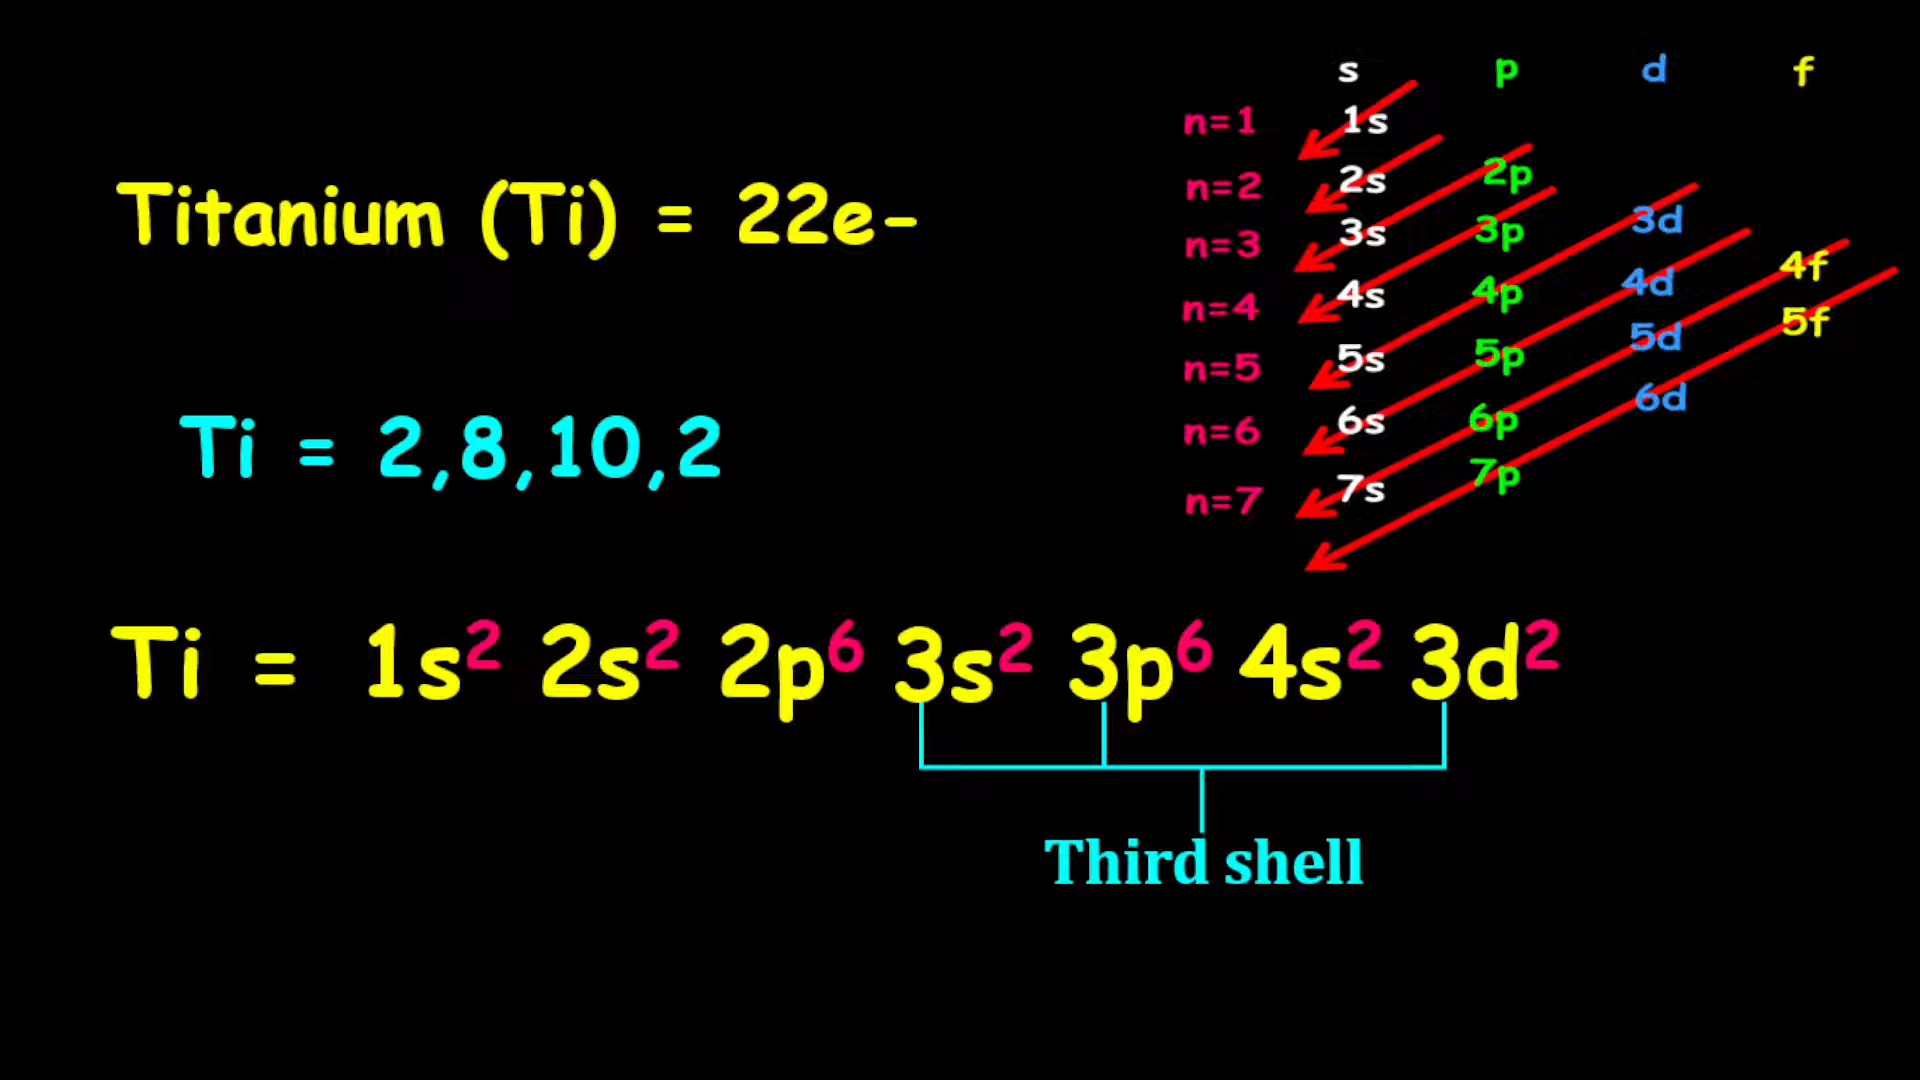 s p d f
n=1 1s
n=2 2s 2p
n=3 3s 3p 3d
n=4 4s 4p 4d 4f
n=5 5s 5p 5d 5f
n=6 6s 6p 6d
n=7 7s 7p
Titanium (Ti) = 22e-
Ti = 2,8,10,2
Ti = 1s² 2s² 2p⁶ 3s² 3p⁶ 4s² 3d²
Third shell